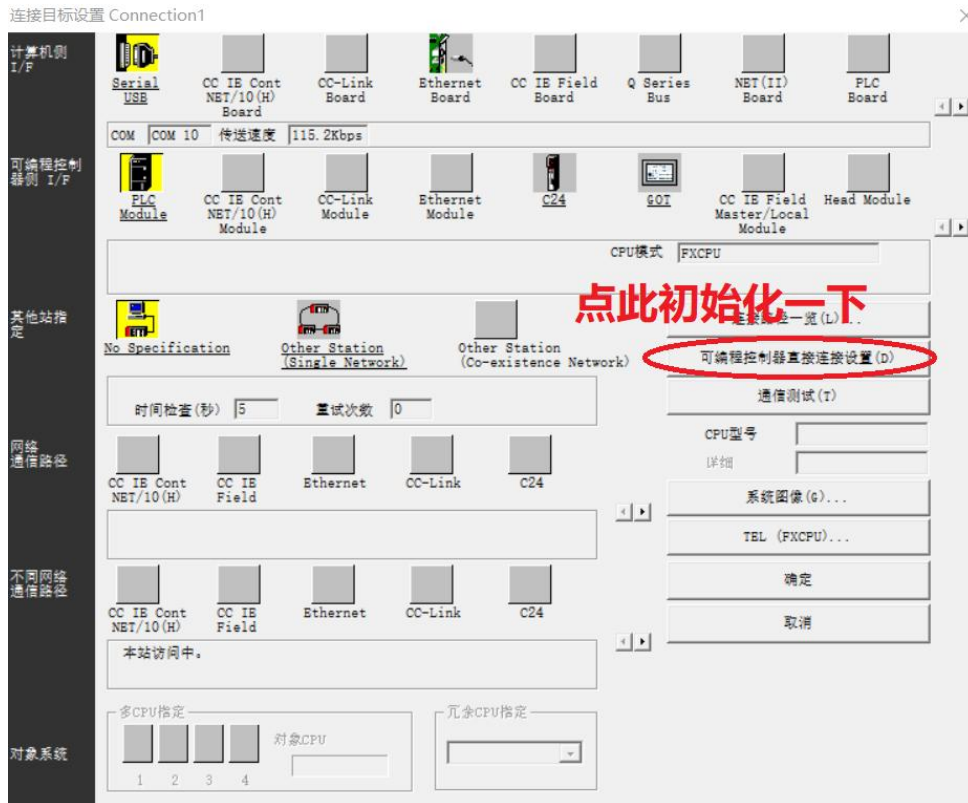 连接目标设置 Connection1
计算机侧
I/F
Serial
USB
CC IE Cont
NET/10(H)
Board
CC-Link
Board
Ethernet
Board
CC IE Field
Board
Q Series
Bus
NET(II)
Board
PLC
Board
COM COM 10 传送速度 115.2Kbps
可编程控制
器侧 I/F
PLC
Module
CC IE Cont
NET/10(H)
Module
CC-Link
Module
Ethernet
Module
C24
GOT
CC IE Field
Master/Local
Module
Head Module
CPU模式 FXCPU
点此初始化一下
其他站指
定
No Specification
Other Station
(Single Network)
Other Station
(Co-existence Network)
连接路径一览(L)...
可编程控制器直接连接设置(D)
通信测试(T)
时间检查(秒) 5 重试次数 0
CPU型号
详细
网络
通信路径
CC IE Cont
NET/10(H)
CC IE
Field
Ethernet
CC-Link
C24
系统图像(G)...
TEL (FXCPU)...
不同网络
通信路径
CC IE Cont
NET/10(H)
CC IE
Field
Ethernet
CC-Link
C24
确定
取消
本站访问中。
多CPU指定
冗余CPU指定
对象系统
对象CPU
1 2 3 4